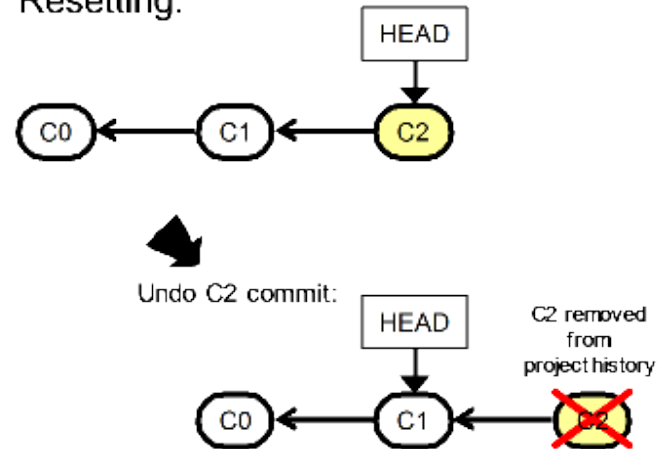 Resetting:
HEAD
C0
C1
C2
Undo C2 commit:
HEAD
C2 removed
from
project history
C0
C1
C2